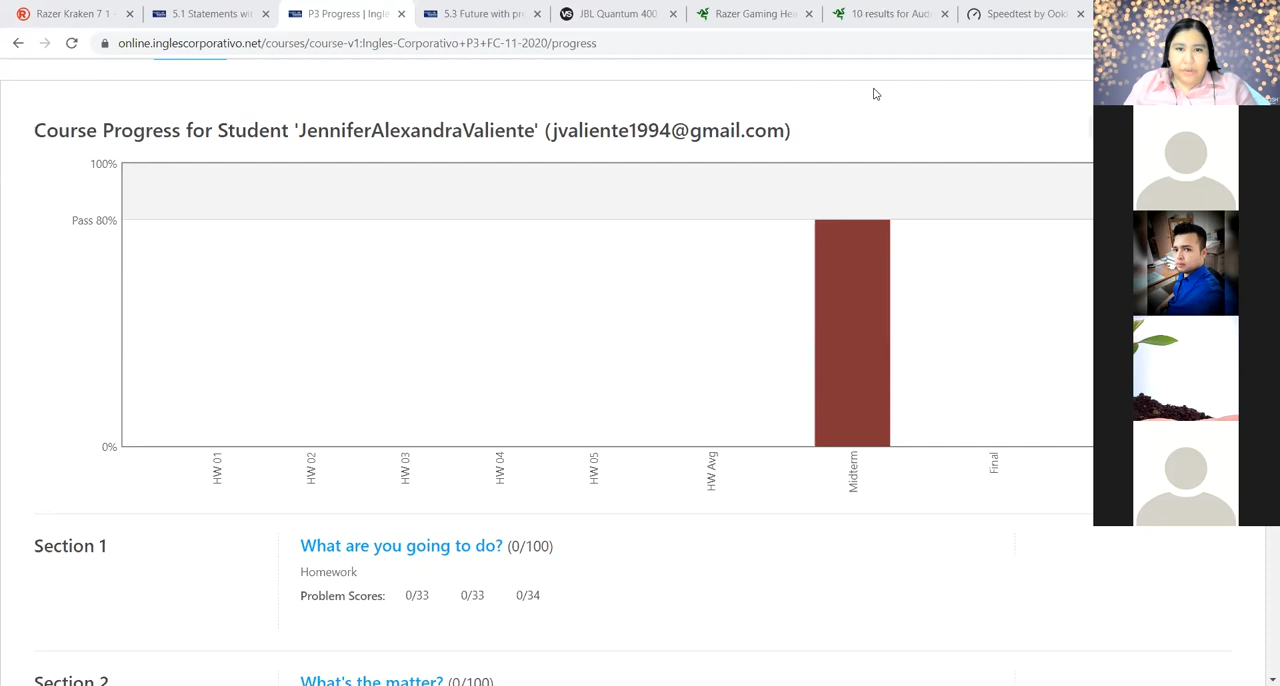 Razer Kraken 7 1 -
5.1 Statements wit
P3 Progress | Ingle
5.3 Future with pre
JBL Quantum 400
Razer Gaming Hea
10 results for Aud
Speedtest by Ookl
online.inglescorporativo.net/courses/course-v1:Ingles-Corporativo+P3+FC-11-2020/progress
Course Progress for Student 'JenniferAlexandraValiente' (jvaliente1994@gmail.com)
100%
Pass 80%
0%
HW 01
HW 02
HW 03
HW 04
HW 05
HW Avg
Midterm
Final
Section 1
What are you going to do? (0/100)
Homework
Problem Scores: 0/33 0/33 0/34
Section 2
What's the matter? (0/100)